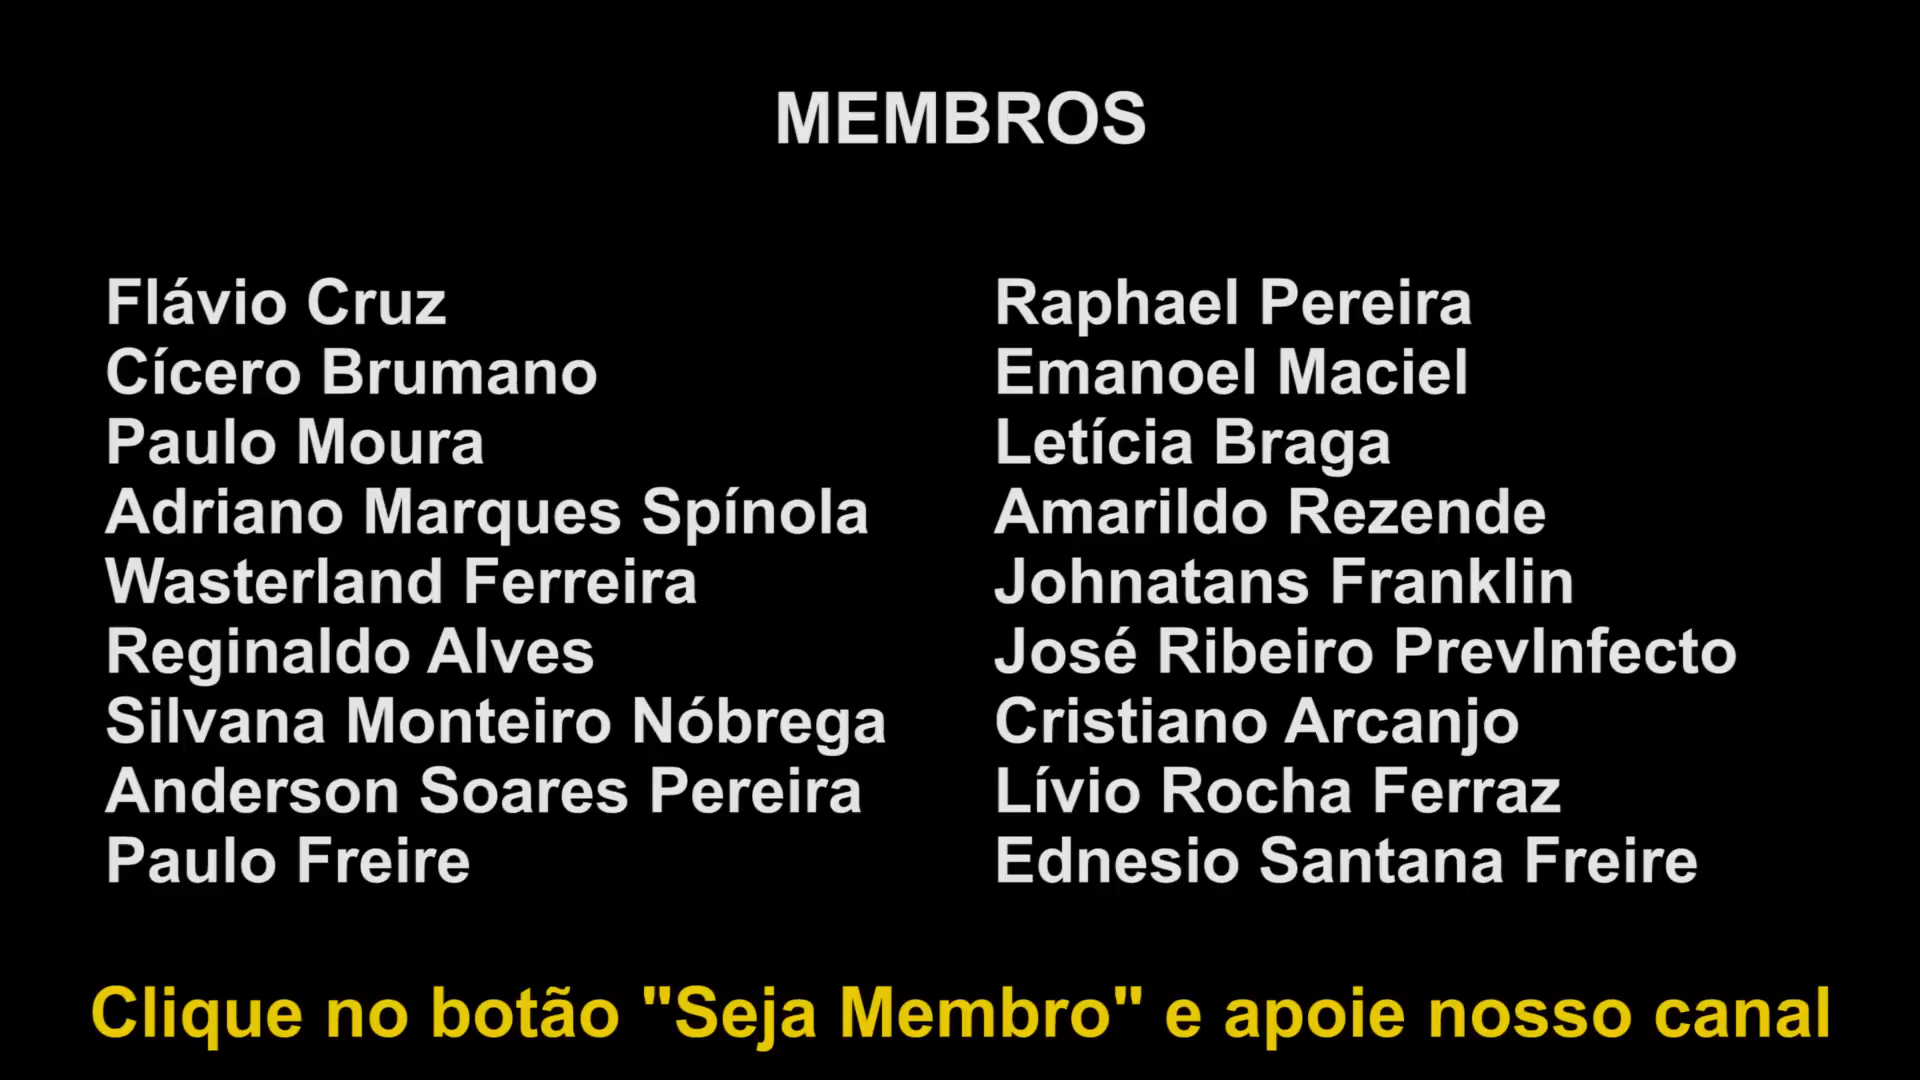 MEMBROS
Flávio Cruz
Cícero Brumano
Paulo Moura
Adriano Marques Spínola
Wasterland Ferreira
Reginaldo Alves
Silvana Monteiro Nóbrega
Anderson Soares Pereira
Paulo Freire
Raphael Pereira
Emanoel Maciel
Letícia Braga
Amarildo Rezende
Johnatans Franklin
José Ribeiro PrevInfecto
Cristiano Arcanjo
Lívio Rocha Ferraz
Ednesio Santana Freire
Clique no botão "Seja Membro" e apoie nosso canal